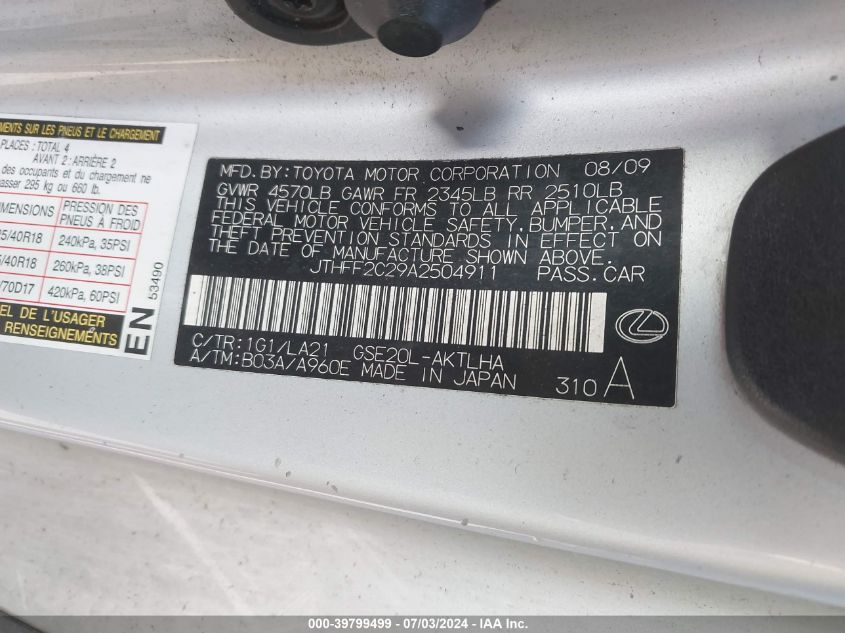 MENTS SUR LES PNEUS ET LE CHARGEMENT
PLACES : TOTAL 4
AVANT 2 : ARRIÈRE 2
des occupants et du chargement ne
passer 295 kg ou 660 lb.
MENSIONS PRESSION DES PNEUS À FROID
5/40R18 240kPa, 35PSI
/40R18 260kPa, 38PSI
/70D17 420kPa, 60PSI
EL DE L'USAGER
RENSEIGNEMENTS
EN 53490
MFD. BY: TOYOTA MOTOR CORPORATION 08/09
GVWR 4570LB GAWR FR 2345LB RR 2510LB
THIS VEHICLE CONFORMS TO ALL APPLICABLE
FEDERAL MOTOR VEHICLE SAFETY, BUMPER, AND
THEFT PREVENTION STANDARDS IN EFFECT ON
THE DATE OF MANUFACTURE SHOWN ABOVE.
JTHFF2C29A2504911 PASS.CAR
C/TR:1G1/LA21 GSE20L-AKTLHA
A/TM:B03A/A960E MADE IN JAPAN 310 A
000-39799499 - 07/03/2024 - IAA Inc.